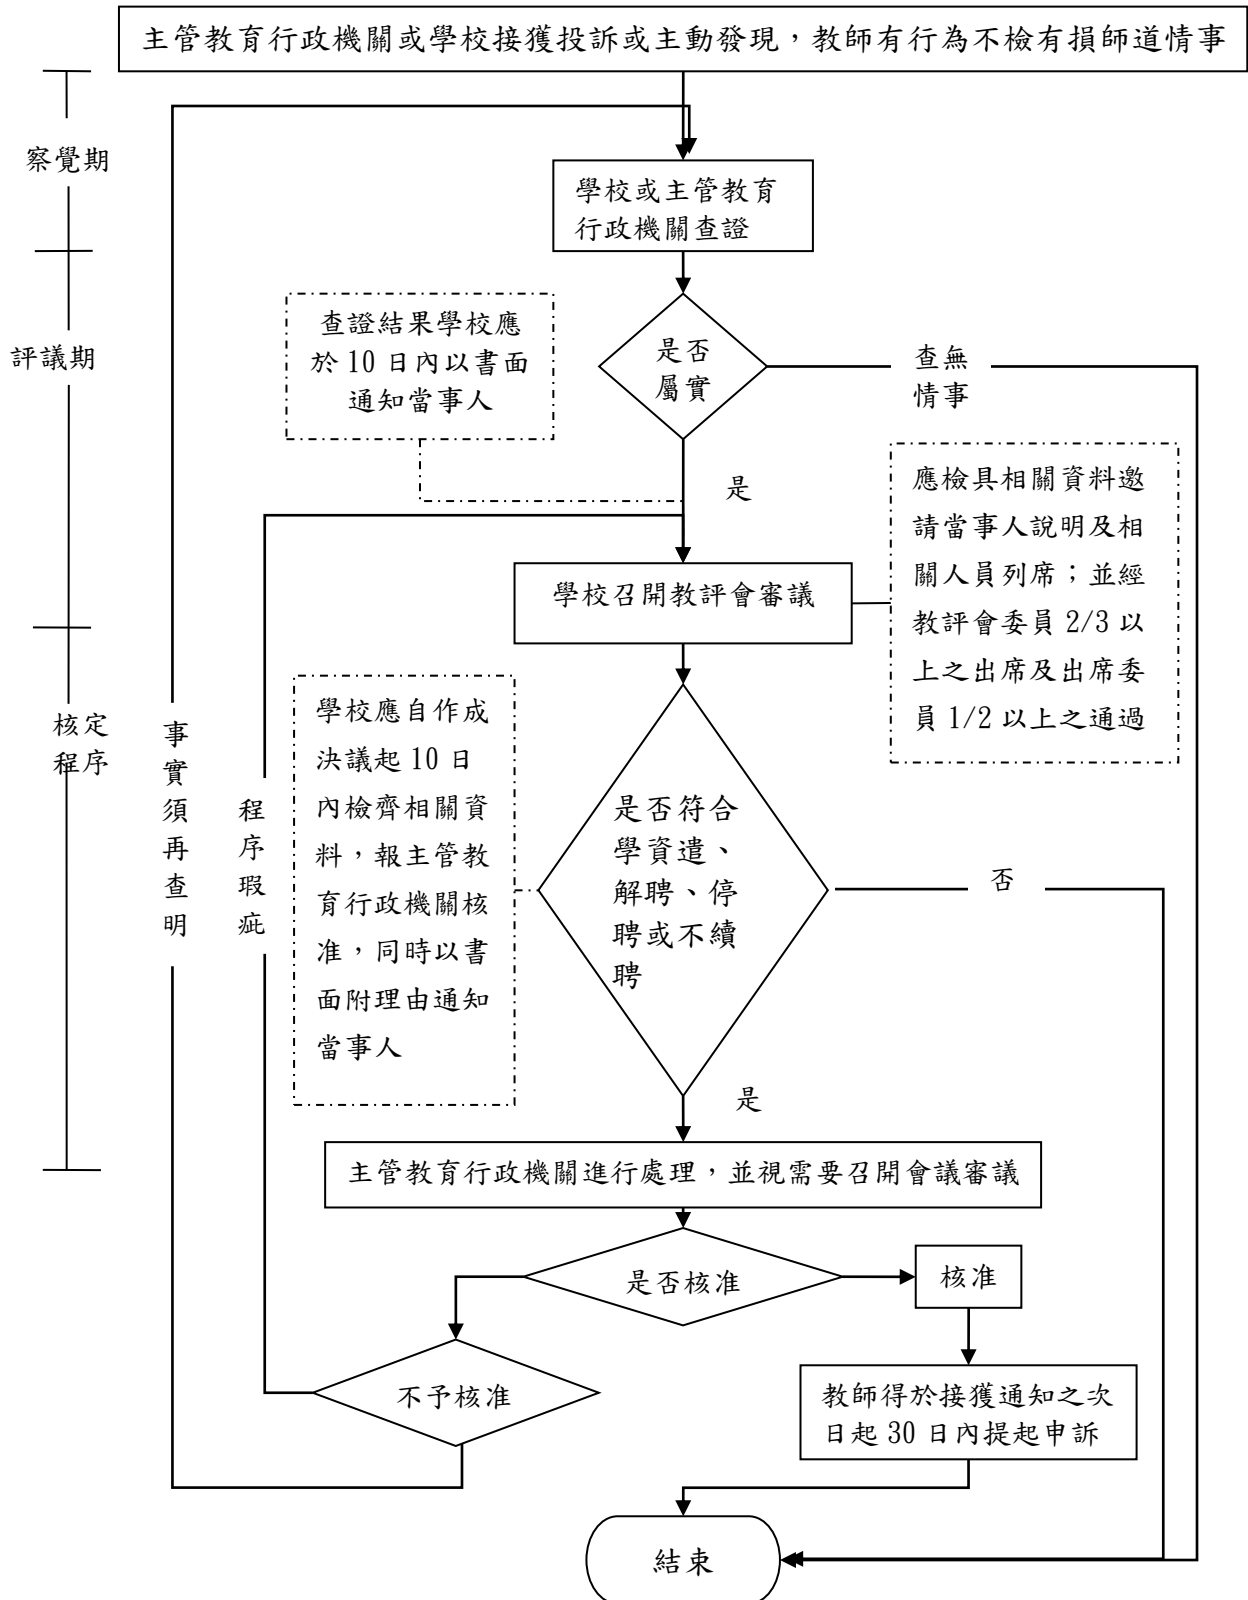 主管教育行政機關或學校接獲投訴或主動發現，教師有行為不檢有損師道情事
察覺期
學校或主管教育
行政機關查證
評議期
查證結果學校應
於 10 日內以書面
通知當事人
是否
屬實
查無
情事
是
應檢具相關資料邀
請當事人說明及相
關人員列席；並經
教評會委員 2/3 以
上之出席及出席委
員 1/2 以上之通過
學校召開教評會審議
核定
程序
事實須再查明
程序瑕疵
學校應自作成
決議起 10 日
內檢齊相關資
料，報主管教
育行政機關核
准，同時以書
面附理由通知
當事人
是否符合
學資遣、
解聘、停
聘或不續
聘
否
是
主管教育行政機關進行處理，並視需要召開會議審議
是否核准
核准
不予核准
教師得於接獲通知之次
日起 30 日內提起申訴
結束